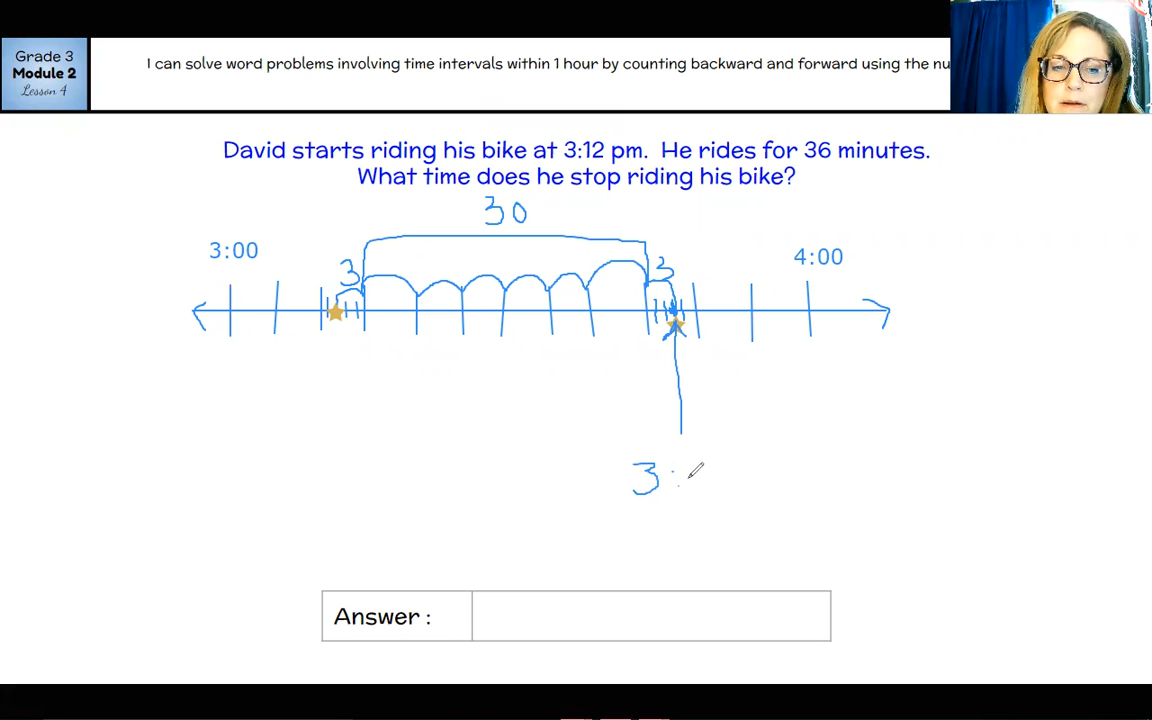 Grade 3
Module 2
Lesson 4
I can solve word problems involving time intervals within 1 hour by counting backward and forward using the nu
David starts riding his bike at 3:12 pm. He rides for 36 minutes.
What time does he stop riding his bike?
30
3:00
3
3
4:00
3:
Answer :